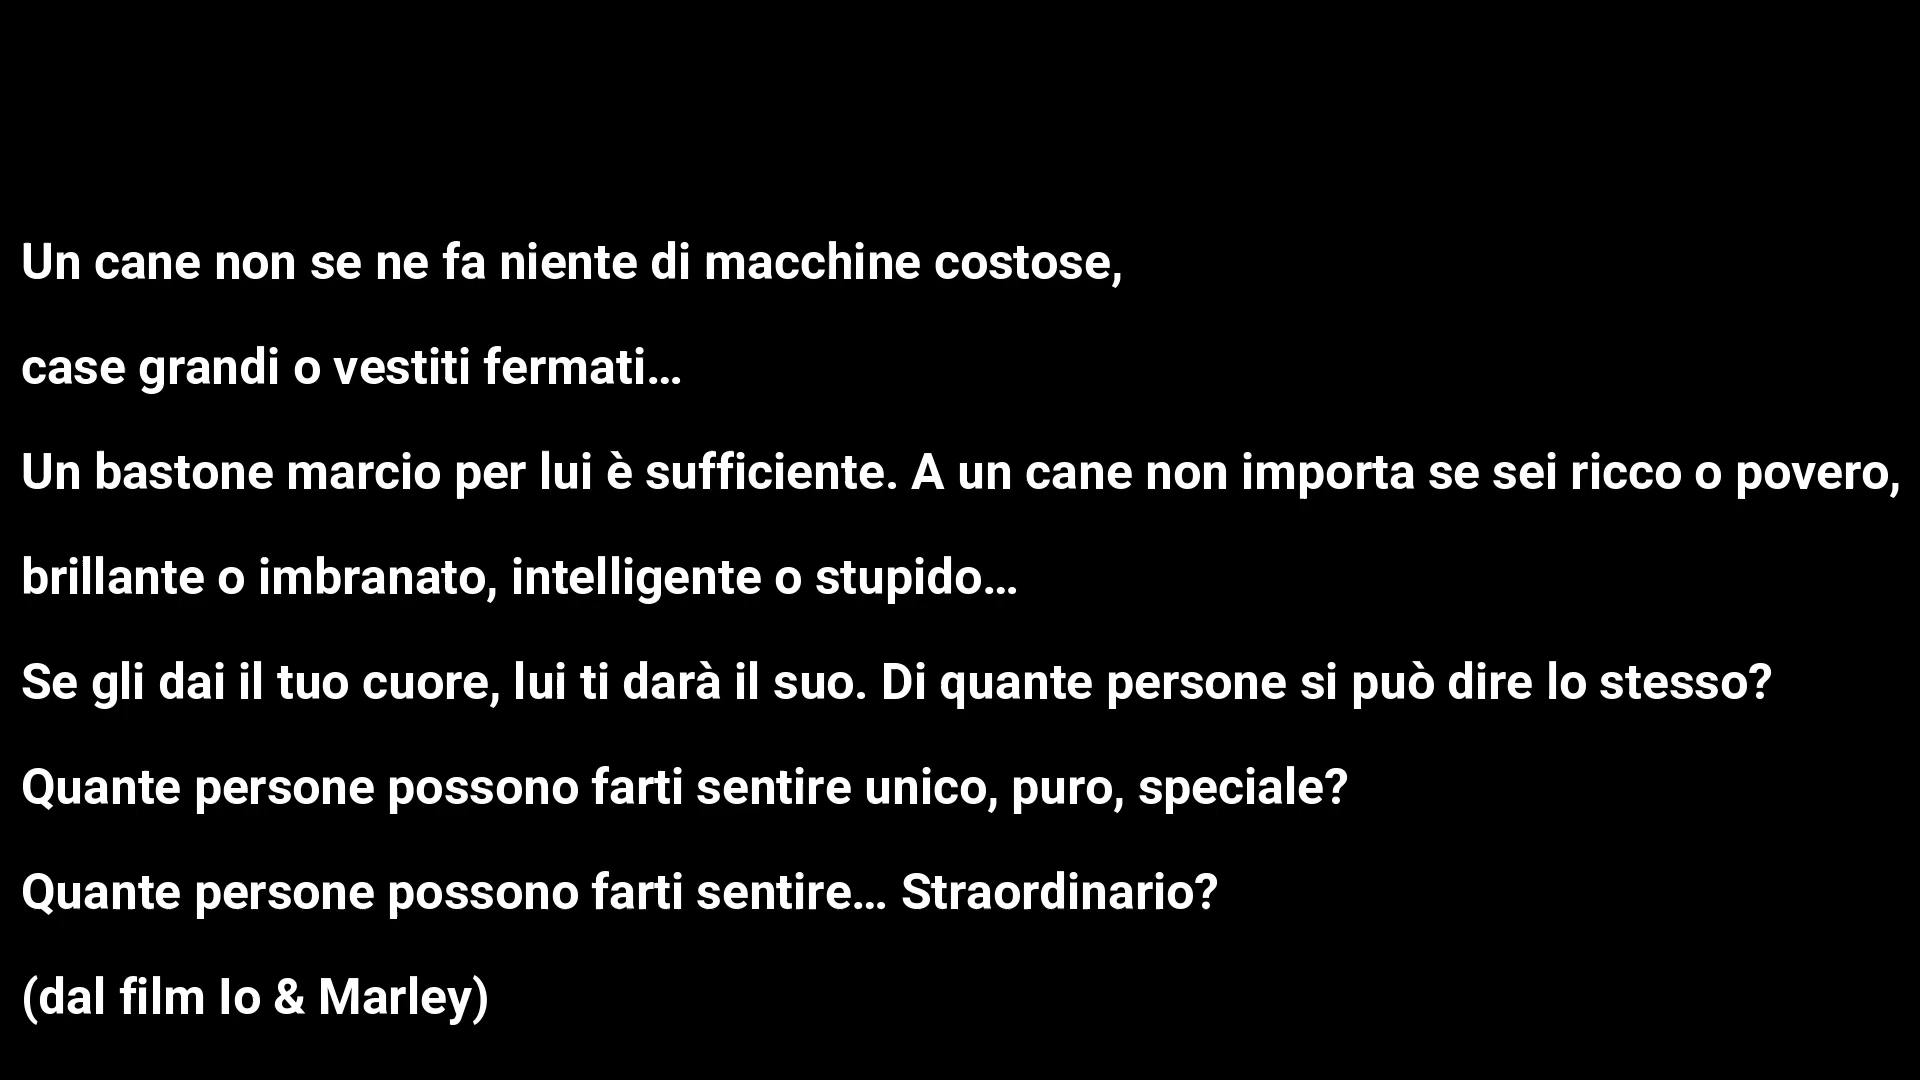 Un cane non se ne fa niente di macchine costose,
case grandi o vestiti fermati…
Un bastone marcio per lui è sufficiente. A un cane non importa se sei ricco o povero,
brillante o imbranato, intelligente o stupido…
Se gli dai il tuo cuore, lui ti darà il suo. Di quante persone si può dire lo stesso?
Quante persone possono farti sentire unico, puro, speciale?
Quante persone possono farti sentire… Straordinario?
(dal film Io & Marley)